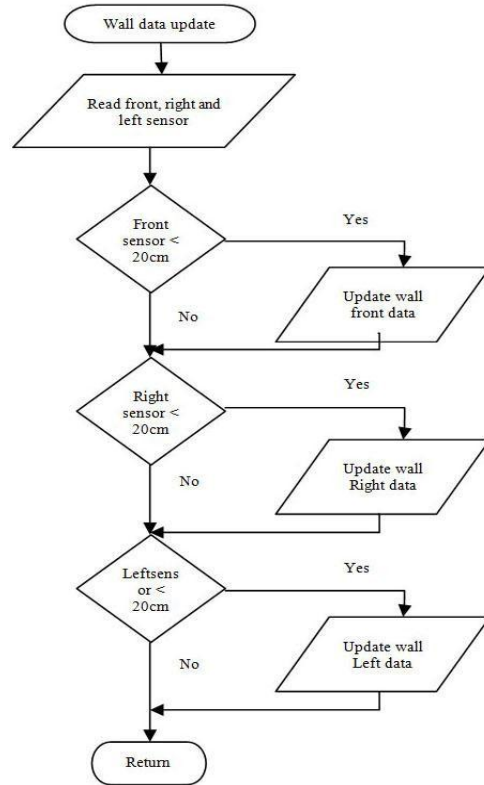 Wall data update
Read front, right and
left sensor
Front
sensor <
20cm
Yes
Update wall
front data
No
Right
sensor <
20cm
Yes
Update wall
Right data
No
Leftsens
or <
20cm
Yes
Update wall
Left data
No
Return